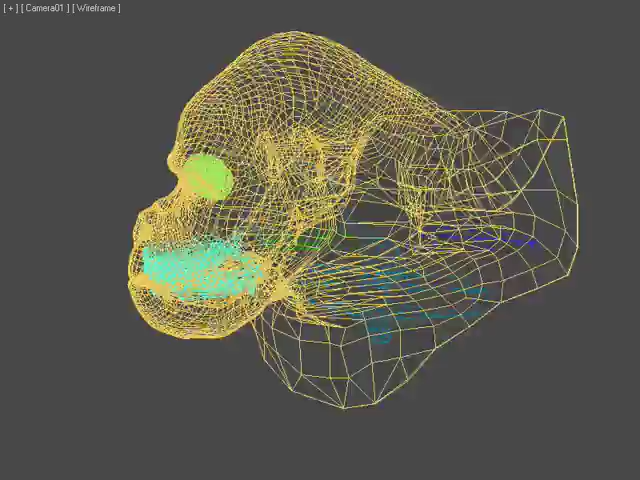 [ + ] [ Camera01 ] [ Wireframe ]